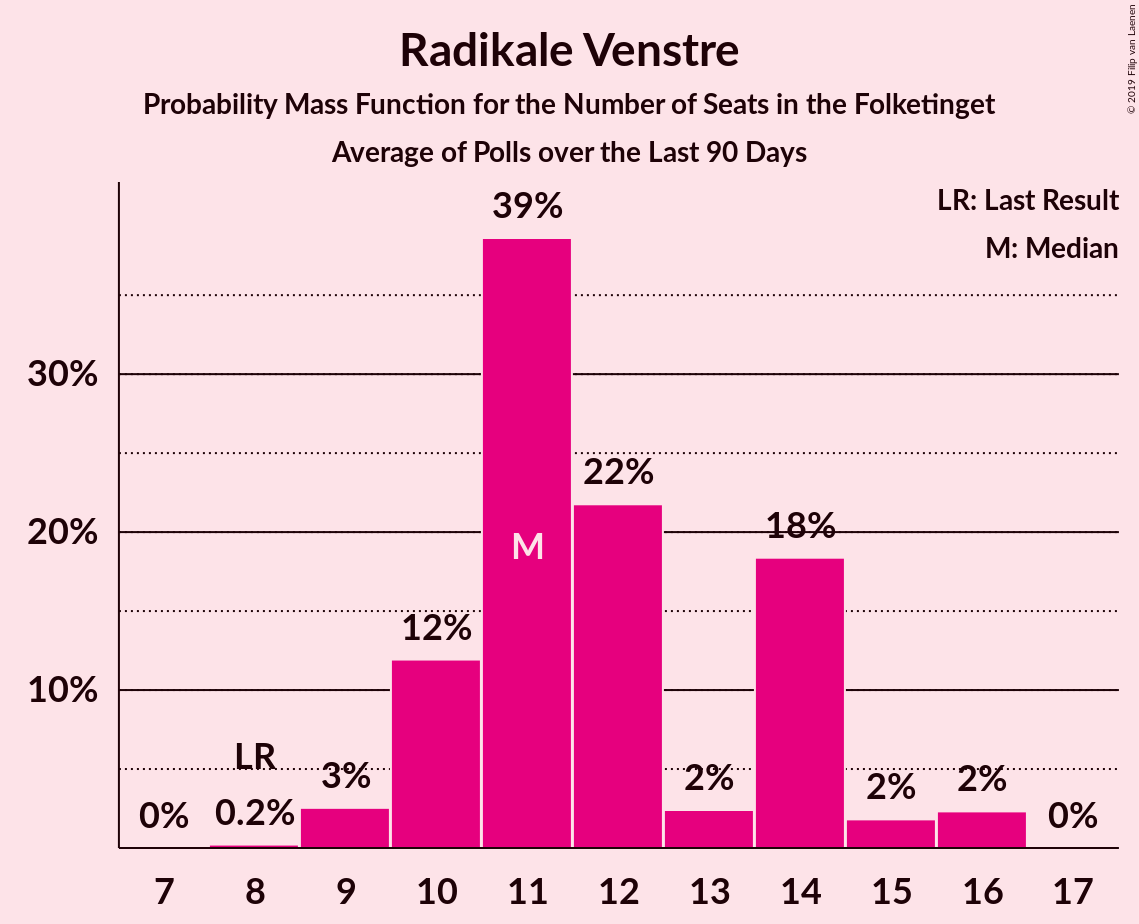 Radikale Venstre
Probability Mass Function for the Number of Seats in the Folketinget
Average of Polls over the Last 90 Days
© 2019 Filip van Laenen
LR: Last Result
M: Median
39%
30%
22%
20%
18%
M
12%
10%
LR
3%
2%
2%
2%
0%
0.2%
0%
7 8 9 10 11 12 13 14 15 16 17